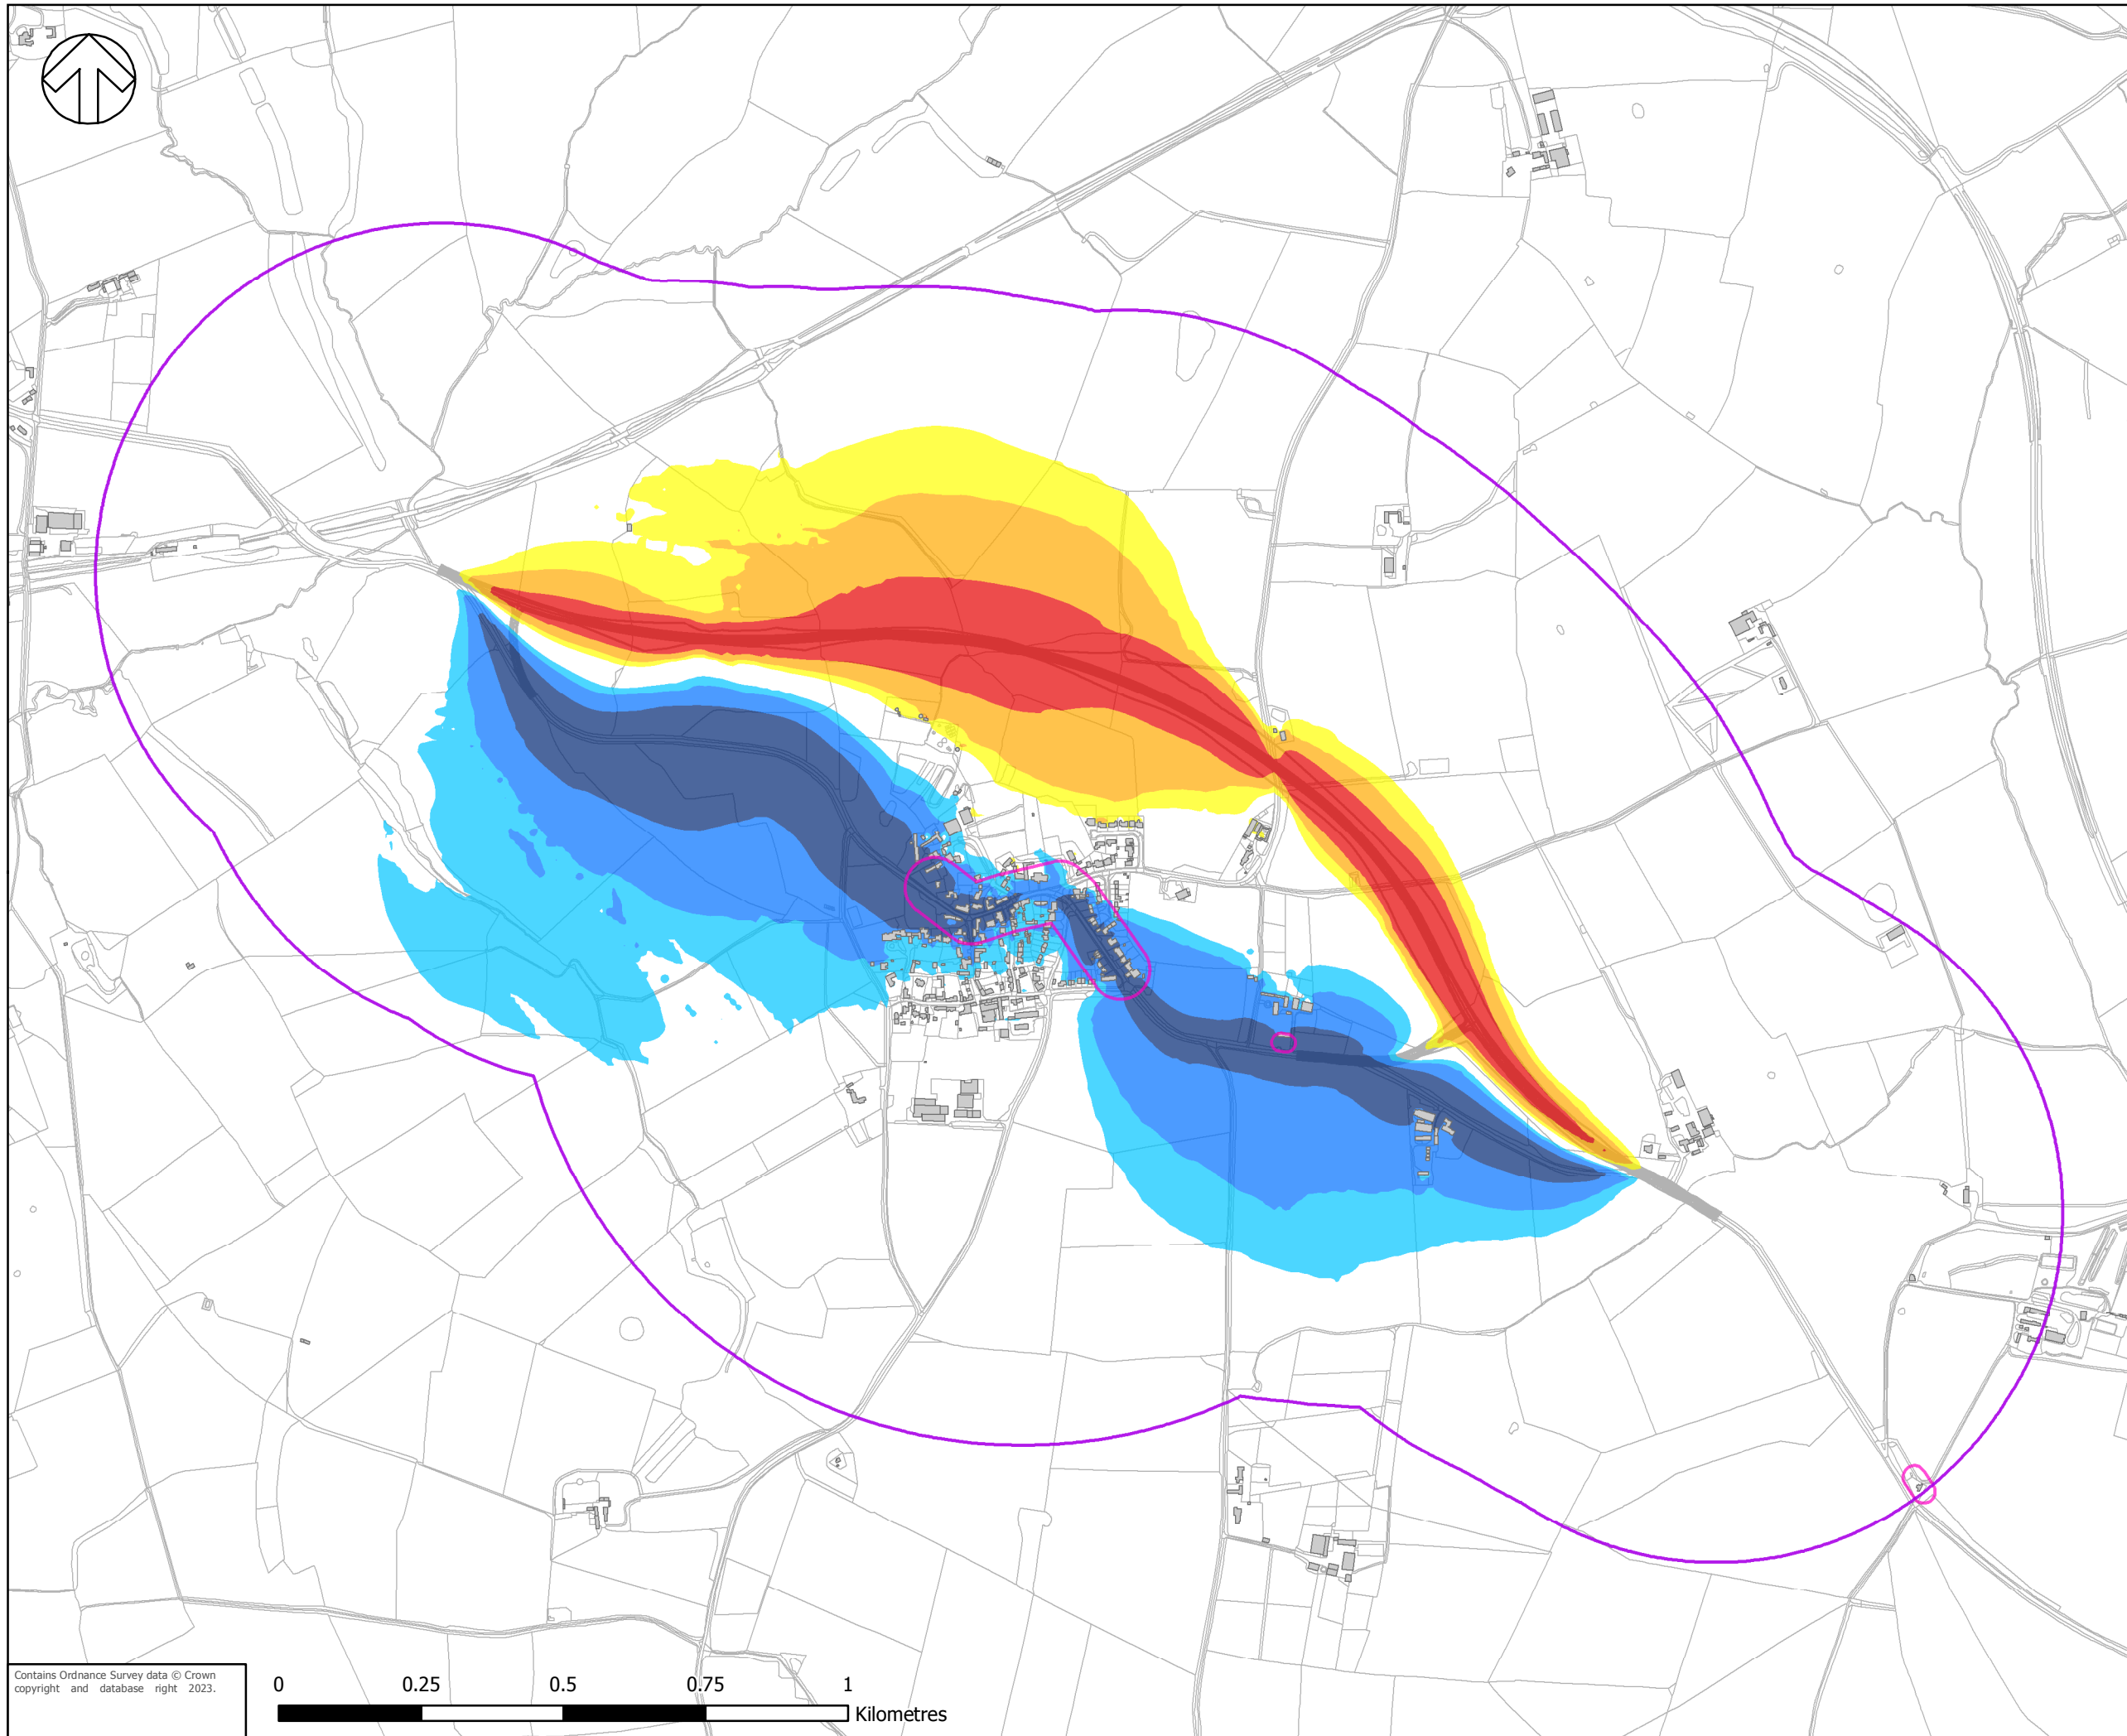 Contains Ordnance Survey data © Crown
copyright and database right 2023.
0 0.25 0.5 0.75 1
Kilometres